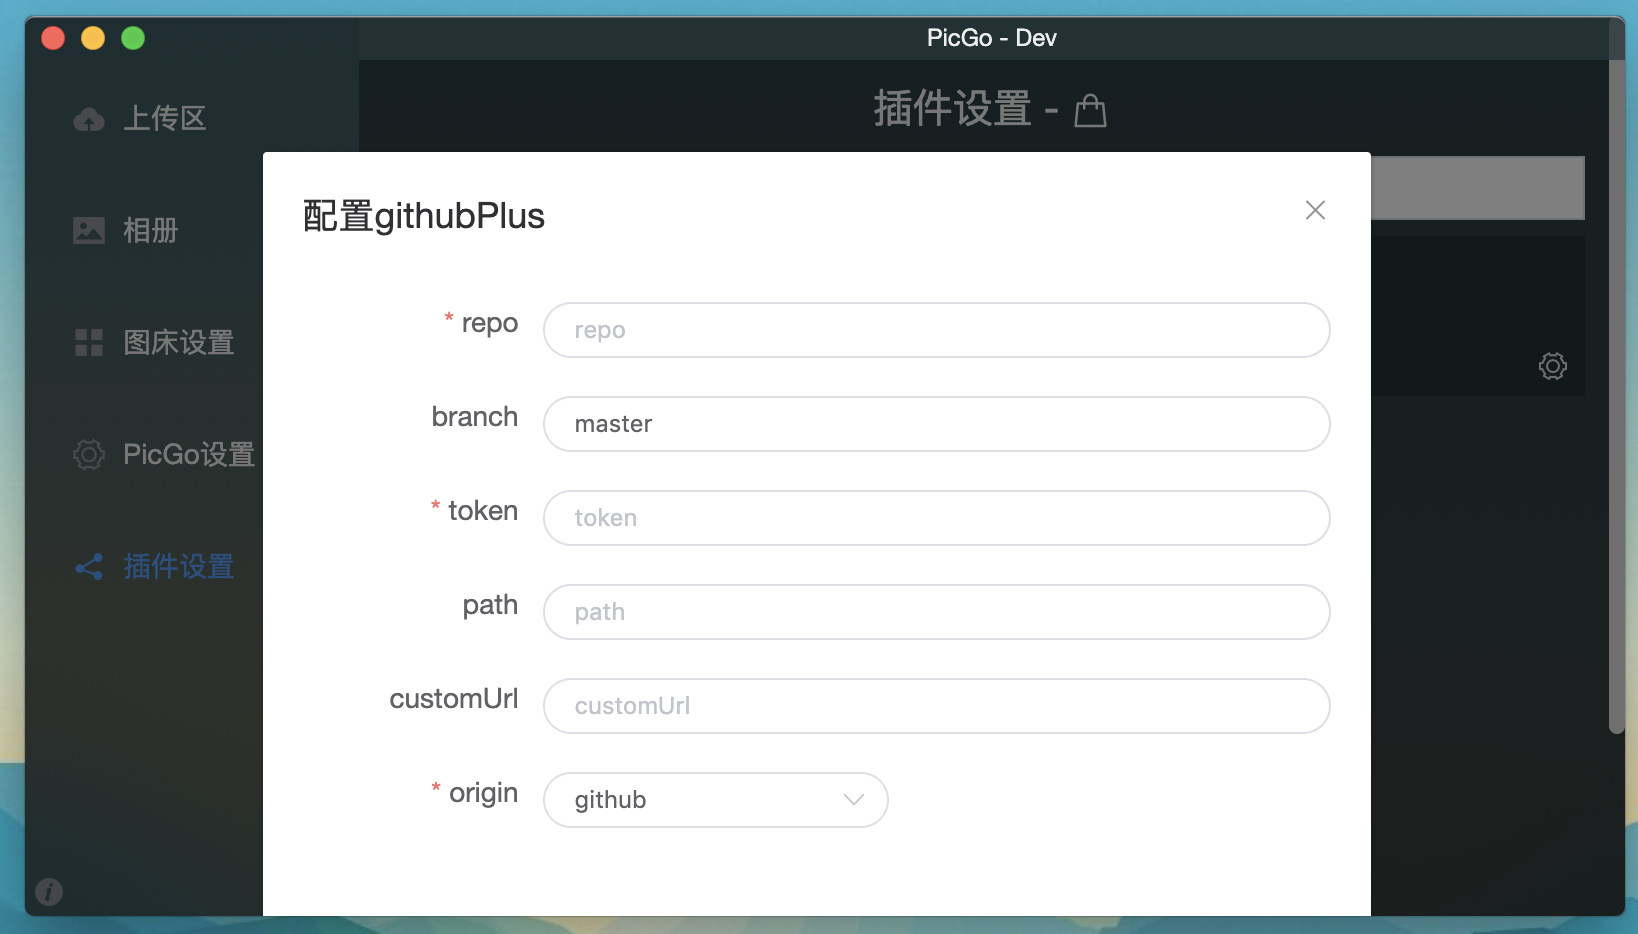 PicGo - Dev
上传区
相册
图床设置
PicGo设置
插件设置
插件设置 -
配置githubPlus
* repo
repo
branch
master
* token
token
path
path
customUrl
customUrl
* origin
github